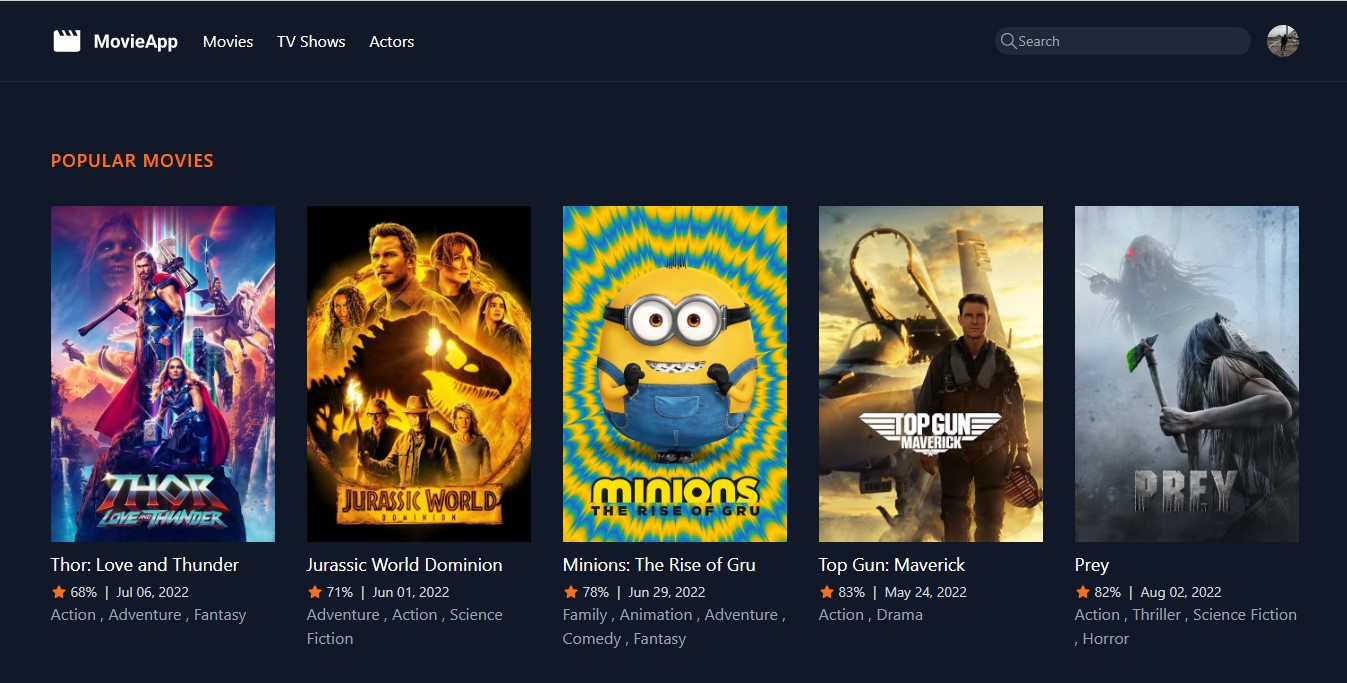 MovieApp Movies TV Shows Actors Search
POPULAR MOVIES
THOR
LOVE AND THUNDER
JURASSIC WORLD
DOMINION
MINIONS
THE RISE OF GRU
TOP GUN
MAVERICK
PREY
Thor: Love and Thunder
68% | Jul 06, 2022
Action , Adventure , Fantasy
Jurassic World Dominion
71% | Jun 01, 2022
Adventure , Action , Science
Fiction
Minions: The Rise of Gru
78% | Jun 29, 2022
Family , Animation , Adventure ,
Comedy , Fantasy
Top Gun: Maverick
83% | May 24, 2022
Action , Drama
Prey
82% | Aug 02, 2022
Action , Thriller , Science Fiction
, Horror